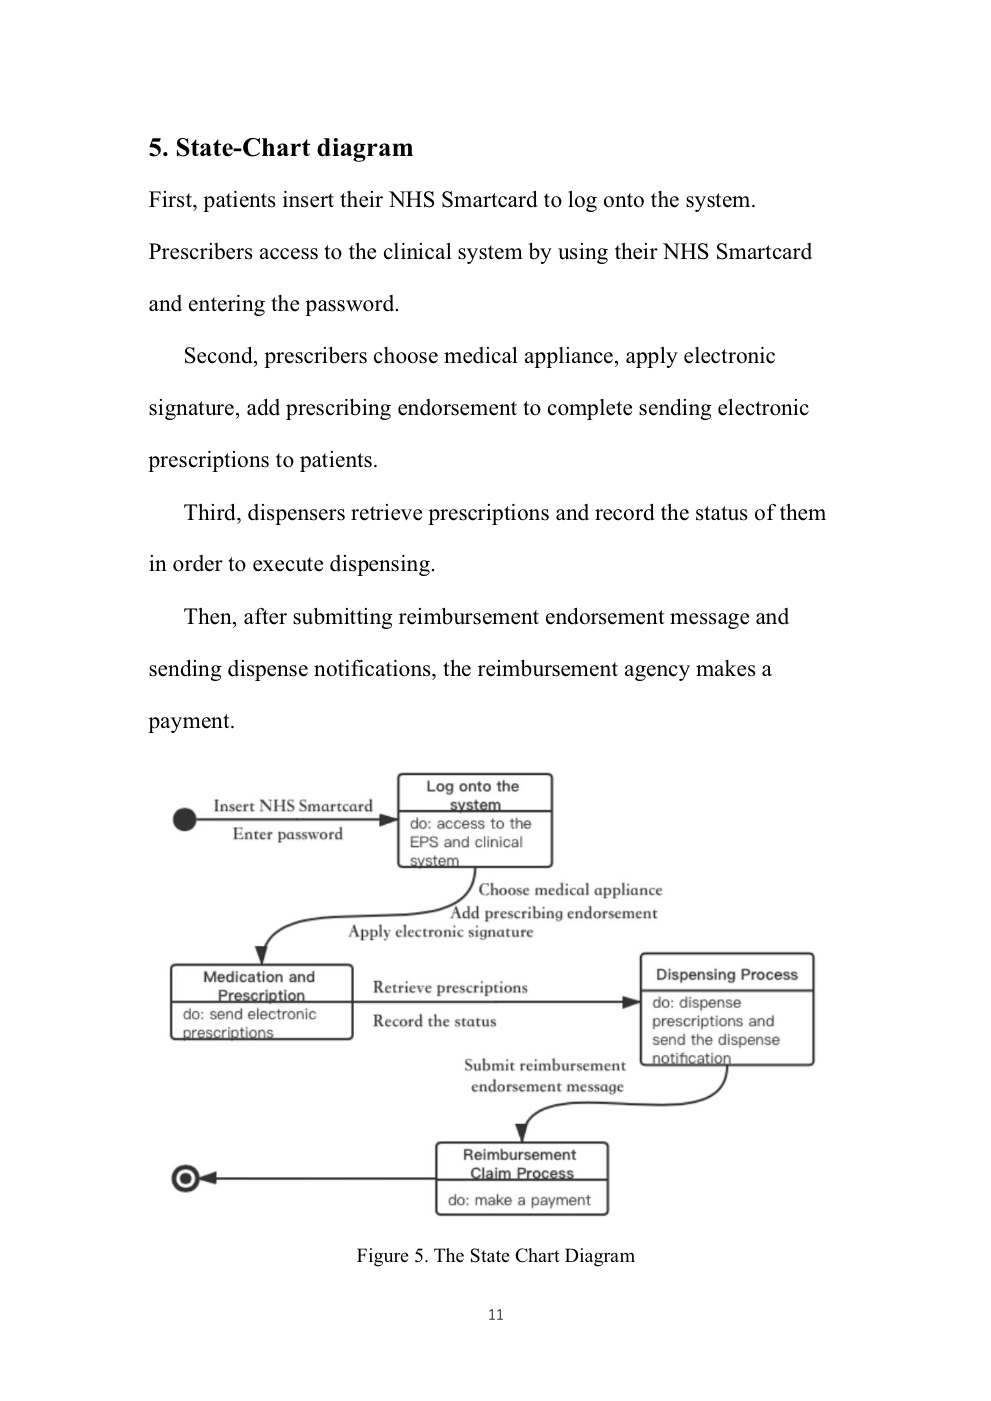 5. State-Chart diagram
First, patients insert their NHS Smartcard to log onto the system.
Prescribers access to the clinical system by using their NHS Smartcard
and entering the password.
Second, prescribers choose medical appliance, apply electronic
signature, add prescribing endorsement to complete sending electronic
prescriptions to patients.
Third, dispensers retrieve prescriptions and record the status of them
in order to execute dispensing.
Then, after submitting reimbursement endorsement message and
sending dispense notifications, the reimbursement agency makes a
payment.
Insert NHS Smartcard
Enter password
Log onto the
system
do: access to the
EPS and clinical
system
Choose medical appliance
Add prescribing endorsement
Apply electronic signature
Medication and
Prescription
do: send electronic
prescriptions
Retrieve prescriptions
Record the status
Dispensing Process
do: dispense
prescriptions and
send the dispense
notification
Submit reimbursement
endorsement message
Reimbursement
Claim Process
do: make a payment
Figure 5. The State Chart Diagram
11